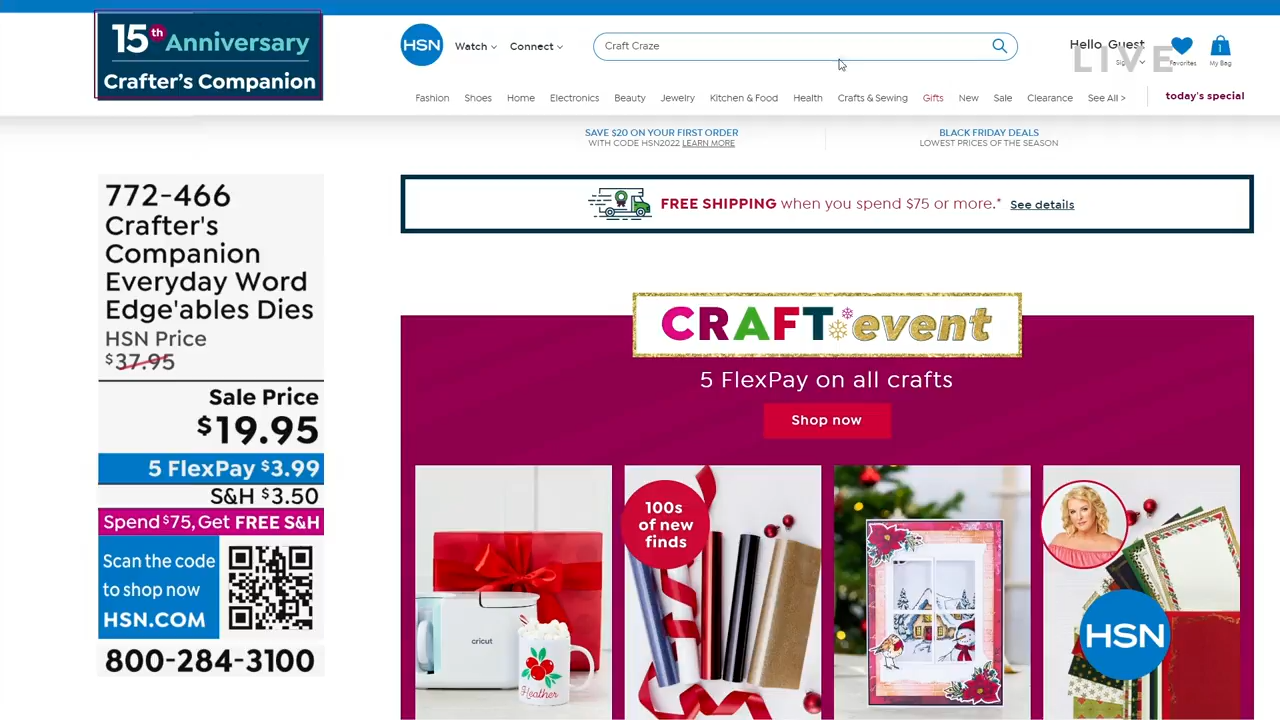 15th Anniversary
Crafter's Companion
HSN
Watch
Connect
Craft Craze
Hello, Guest
LIVE
Favorites
1
My Bag
Fashion
Shoes
Home
Electronics
Beauty
Jewelry
Kitchen & Food
Health
Crafts & Sewing
Gifts
New
Sale
Clearance
See All >
today's special
SAVE $20 ON YOUR FIRST ORDER
WITH CODE HSN2022 LEARN MORE
BLACK FRIDAY DEALS
LOWEST PRICES OF THE SEASON
772-466
Crafter's
Companion
Everyday Word
Edge'ables Dies
HSN Price
$37.95
Sale Price
$19.95
5 FlexPay $3.99
S&H $3.50
Spend $75, Get FREE S&H
Scan the code
to shop now
HSN.COM
800-284-3100
FREE SHIPPING when you spend $75 or more.* See details
CRAFT event
5 FlexPay on all crafts
Shop now
cricut
Heather
100s
of new
finds
HSN